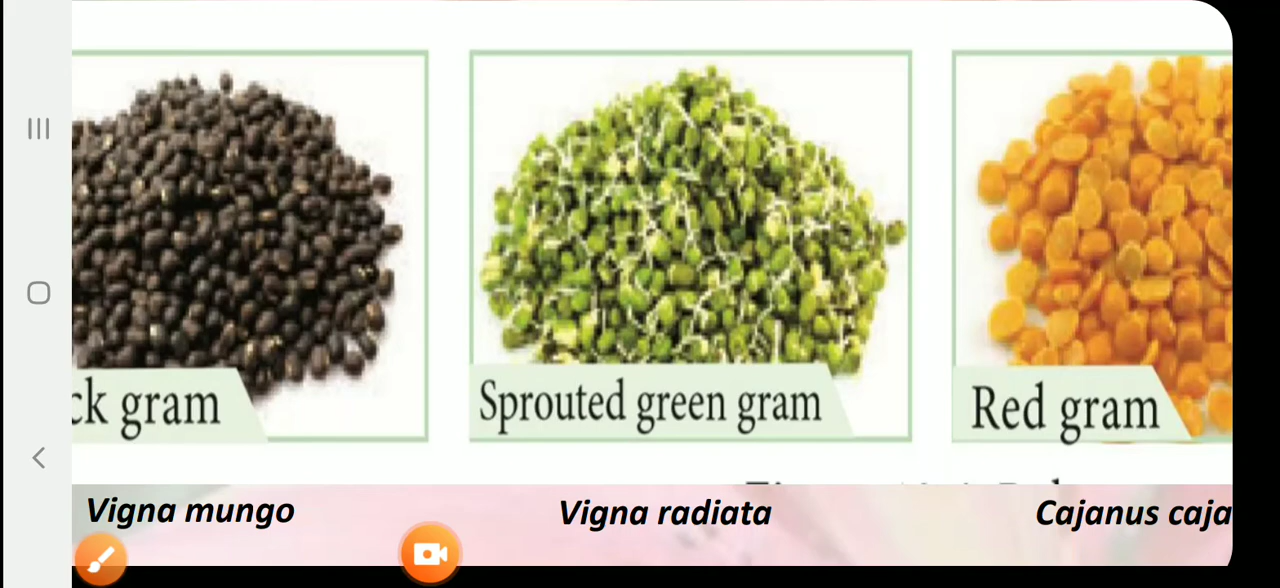 ck gram
Sprouted green gram
Red gram
Vigna mungo
Vigna radiata
Cajanus caja